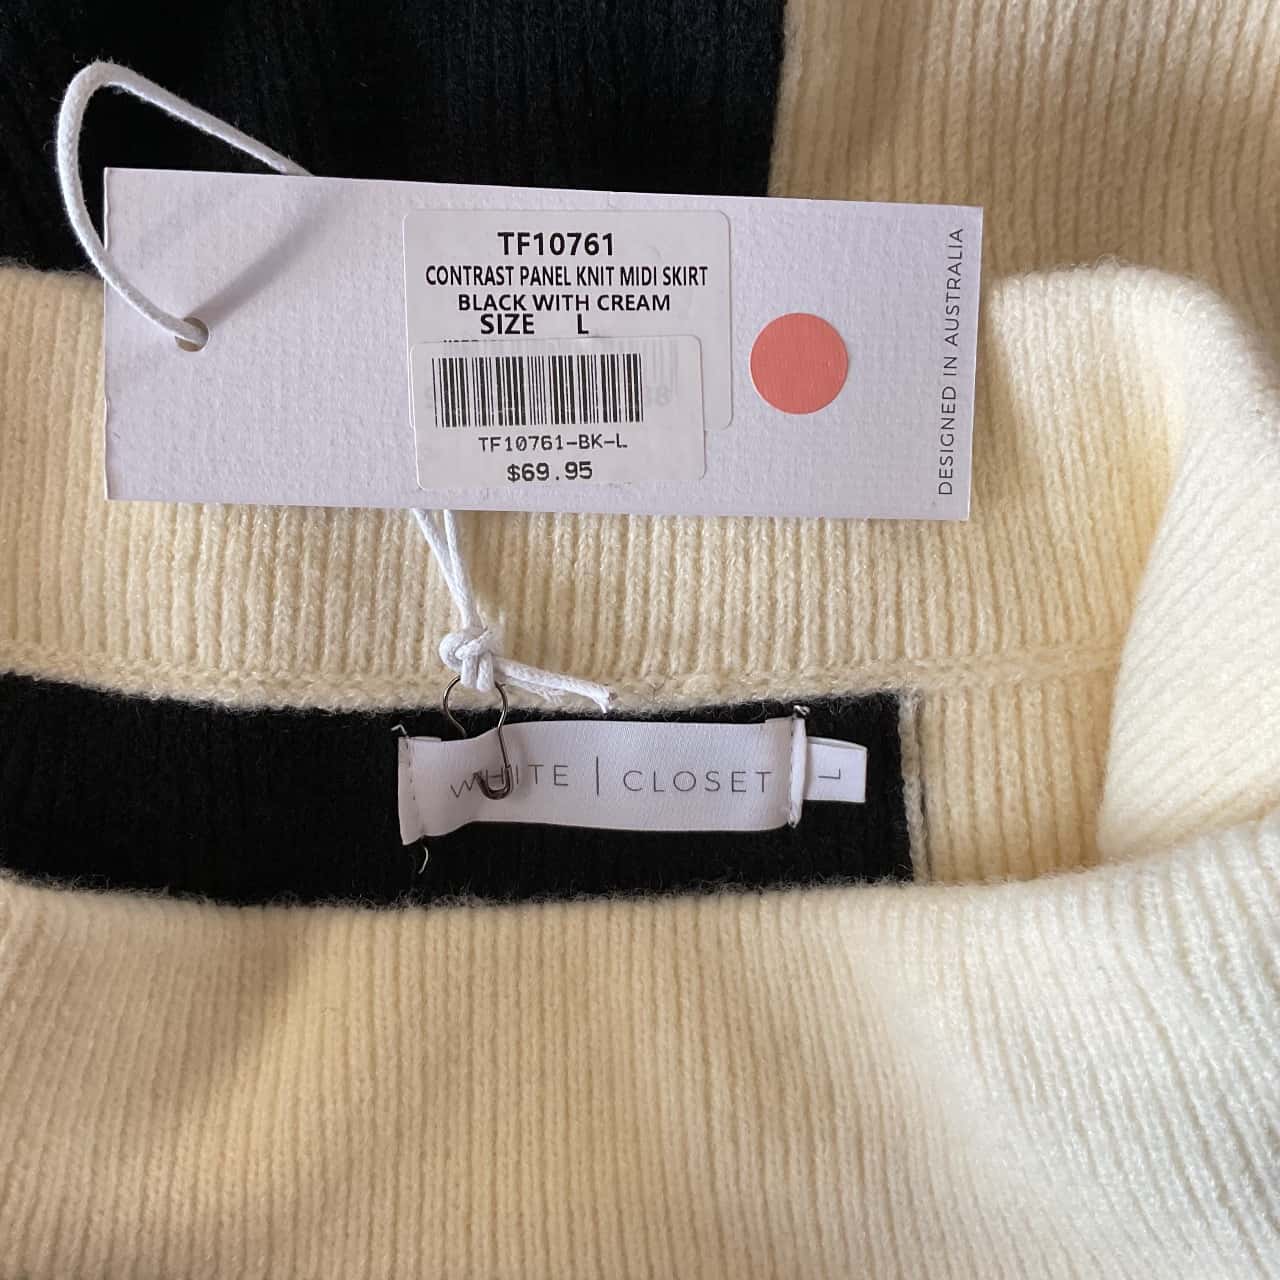 TF10761
CONTRAST PANEL KNIT MIDI SKIRT
BLACK WITH CREAM
SIZE L
TF10761-BK-L
$69.95
DESIGNED IN AUSTRALIA
WHITE | CLOSET
L